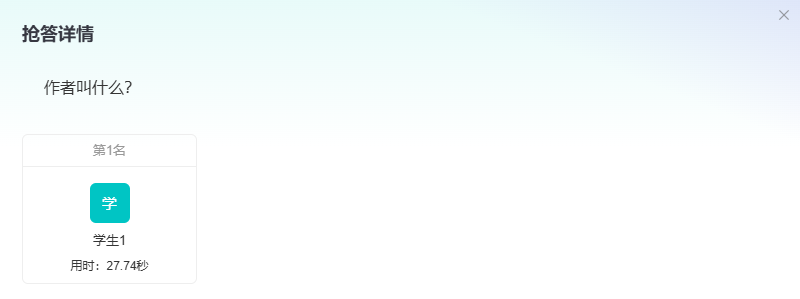 抢答详情
作者叫什么?
第1名
学
学生1
用时：27.74秒